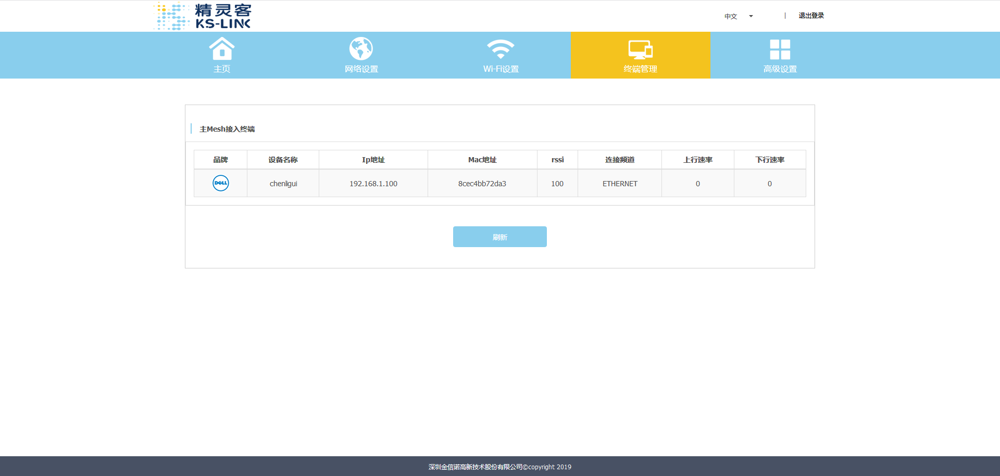 精灵客
KS-LINK
中文
| 退出登录
主页
网络设置
Wi-Fi设置
终端管理
高级设置
主Mesh接入终端
品牌 设备名称 Ip地址 Mac地址 rssi 连接频道 上行速率 下行速率
DELL chenligui 192.168.1.100 8cec4bb72da3 100 ETHERNET 0 0
刷新
深圳金信诺高新技术股份有限公司©copyright 2019